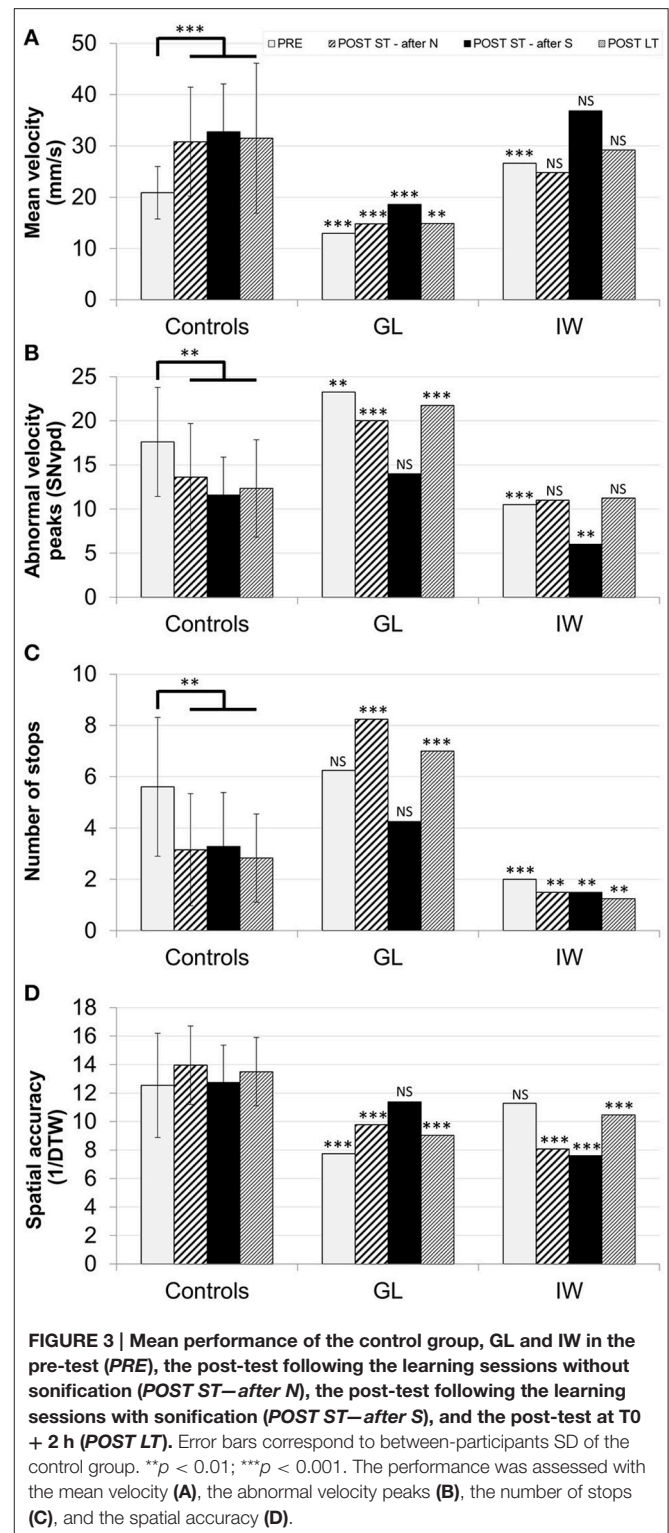 A
***
PRE POST ST - after N POST ST - after S POST LT
Mean velocity
(mm/s)
50
40
30
20
10
0
*** *** *** **
*** NS NS NS
Controls GL IW
B
**
Abnormal velocity
peaks (SNvpd)
25
20
15
10
5
0
** *** NS ***
*** NS ** NS
Controls GL IW
C
**
Number of stops
10
8
6
4
2
0
NS *** NS ***
*** ** ** **
Controls GL IW
D
Spatial accuracy
(1/DTW)
18
16
14
12
10
8
6
4
2
0
*** *** NS ***
NS *** *** ***
Controls GL IW
FIGURE 3 | Mean performance of the control group, GL and IW in the
pre-test (PRE), the post-test following the learning sessions without
sonification (POST ST—after N), the post-test following the learning
sessions with sonification (POST ST—after S), and the post-test at T0
+ 2 h (POST LT). Error bars correspond to between-participants SD of the
control group. **p < 0.01; ***p < 0.001. The performance was assessed with
the mean velocity (A), the abnormal velocity peaks (B), the number of stops
(C), and the spatial accuracy (D).